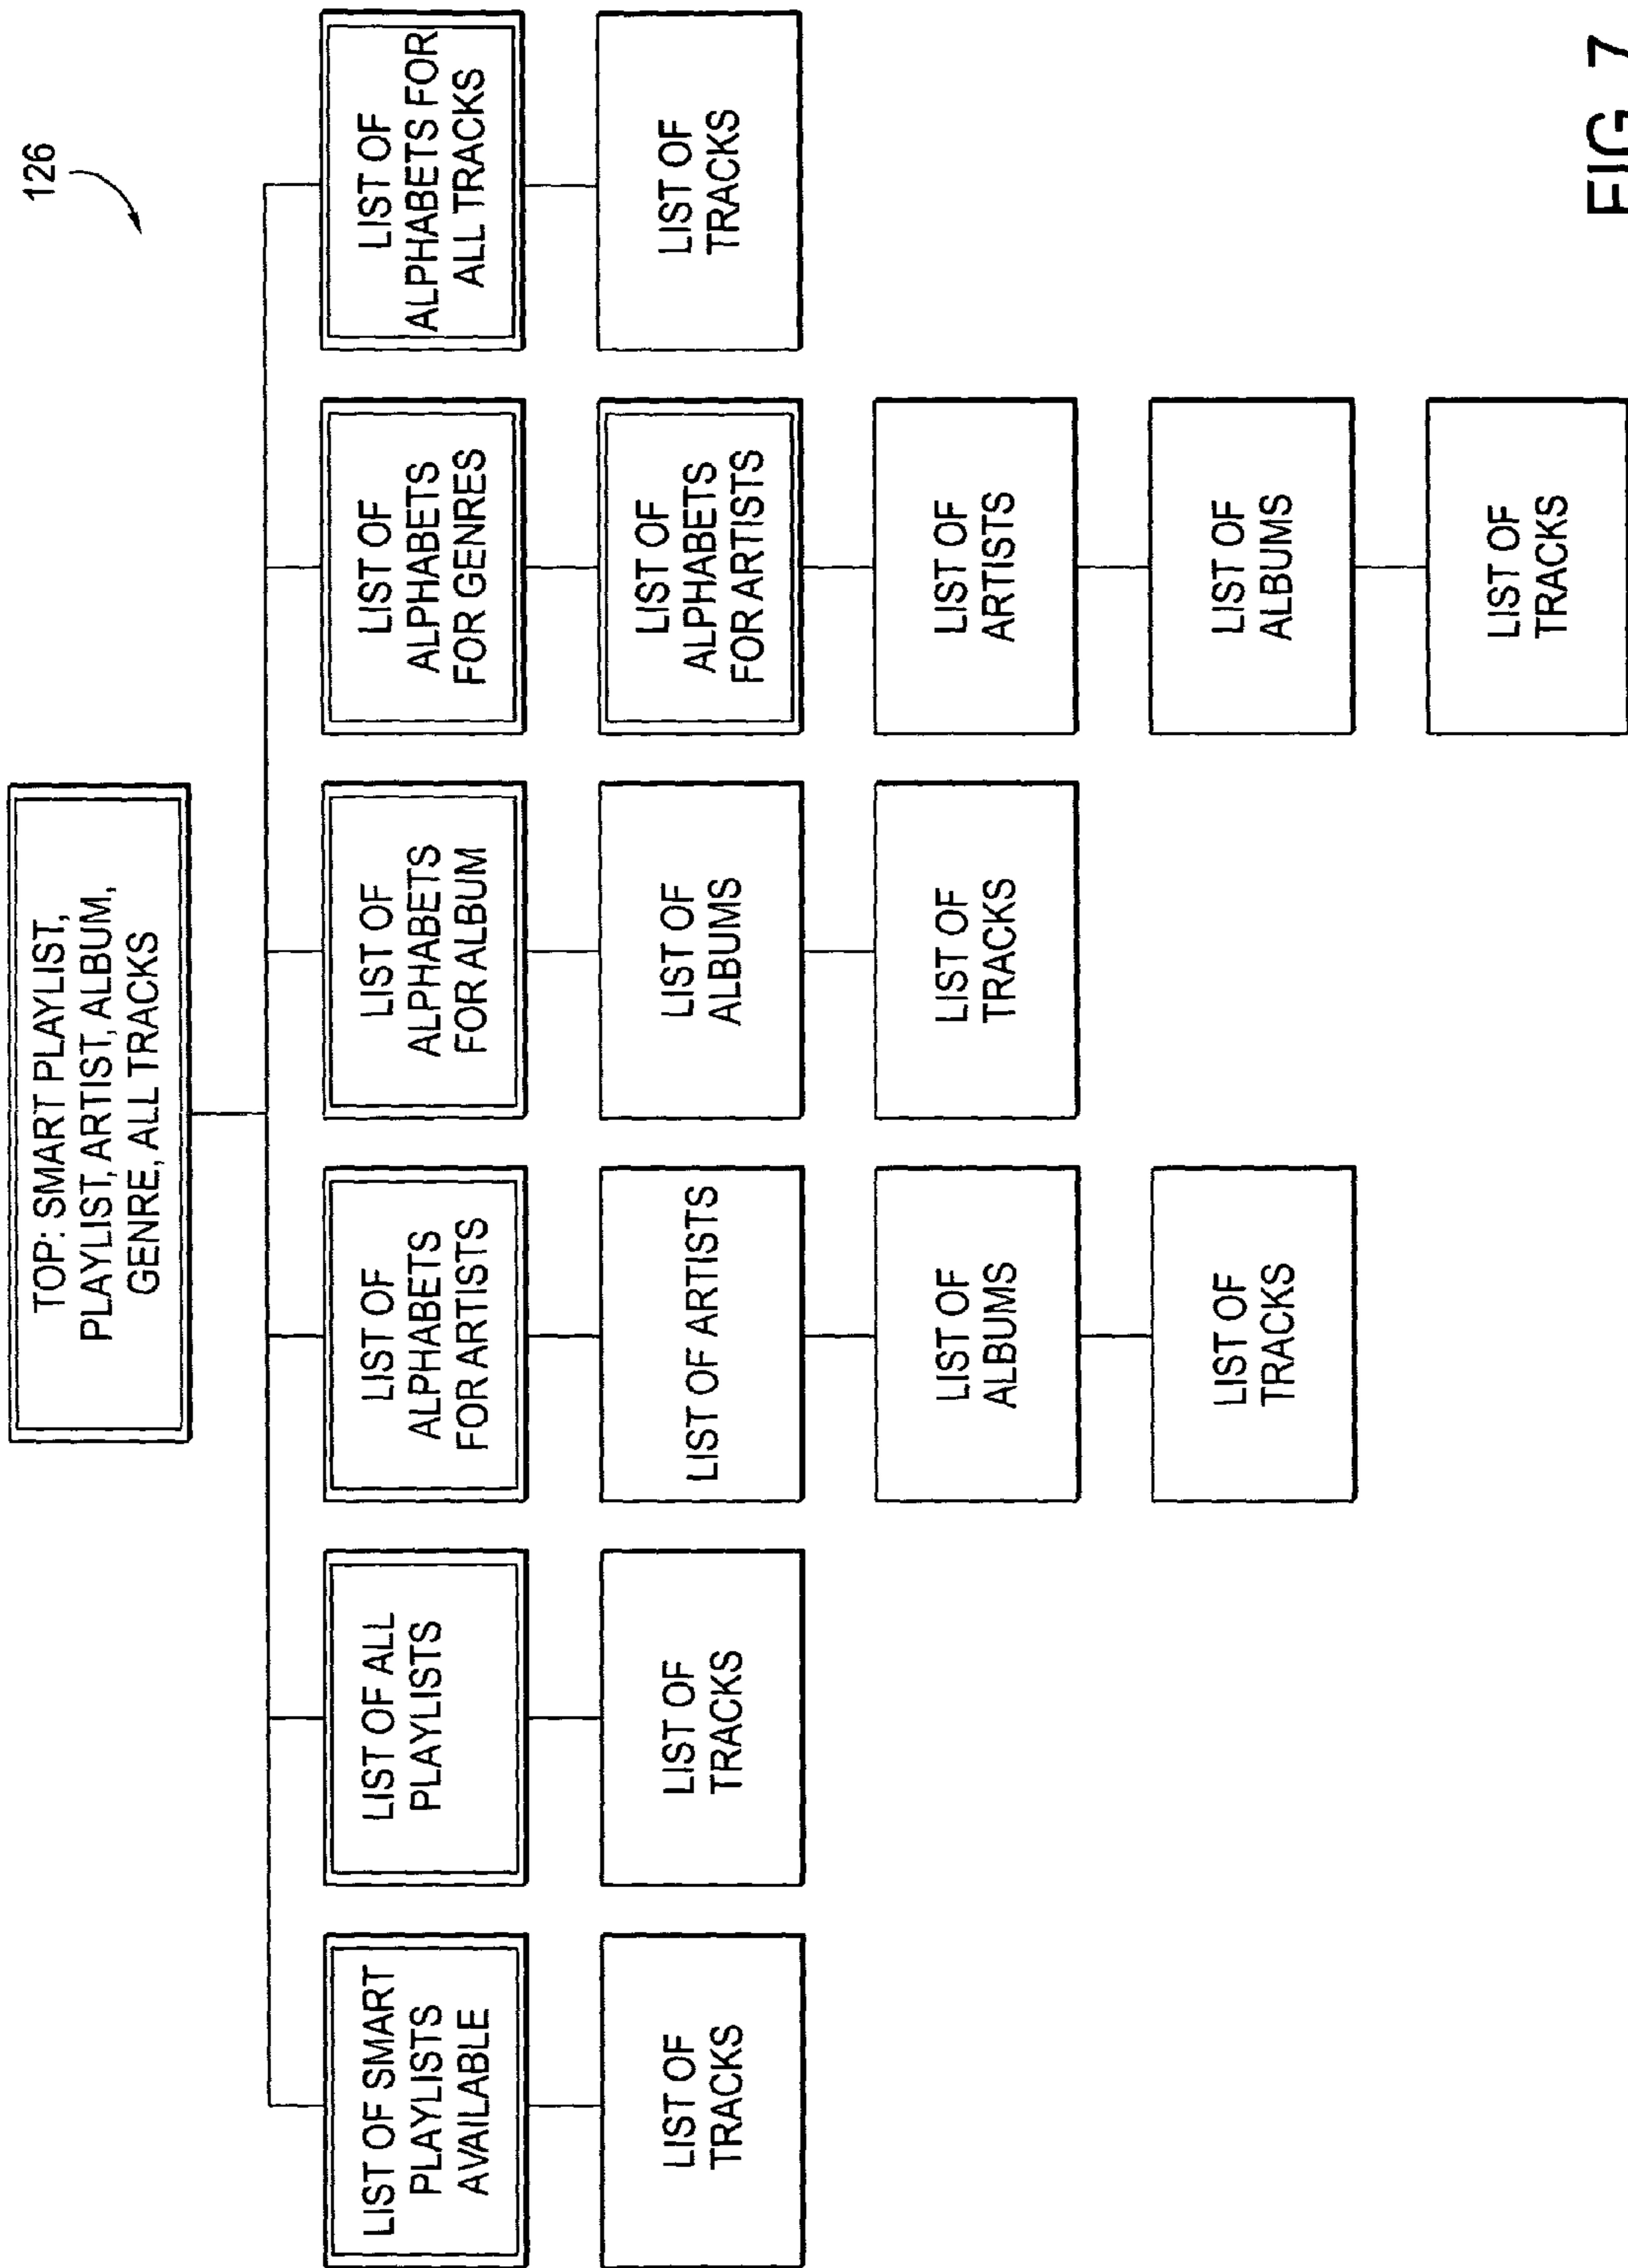 126
TOP: SMART PLAYLIST,
PLAYLIST, ARTIST, ALBUM,
GENRE, ALL TRACKS
LIST OF SMART
PLAYLISTS
AVAILABLE
LIST OF
TRACKS
LIST OF ALL
PLAYLISTS
LIST OF
TRACKS
LIST OF
ALPHABETS
FOR ARTISTS
LIST OF ARTISTS
LIST OF
ALBUMS
LIST OF
TRACKS
LIST OF
ALPHABETS
FOR ALBUM
LIST OF
ALBUMS
LIST OF
TRACKS
LIST OF
ALPHABETS
FOR GENRES
LIST OF
ALPHABETS
FOR ARTISTS
LIST OF
ARTISTS
LIST OF
ALBUMS
LIST OF
TRACKS
LIST OF
ALPHABETS FOR
ALL TRACKS
LIST OF
TRACKS
FIG. 7